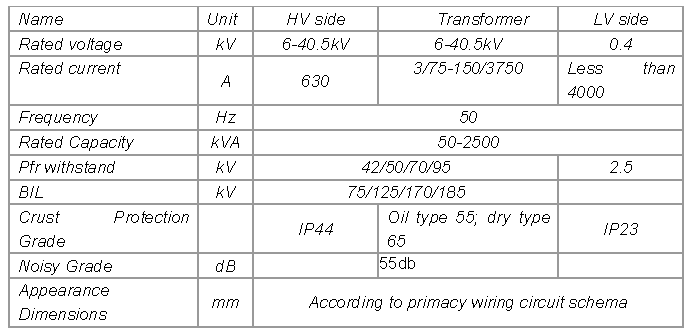 Name Unit HV side Transformer LV side
Rated voltage kV 6-40.5kV 6-40.5kV 0.4
Rated current A 630 3/75-150/3750 Less than
4000
Frequency Hz 50
Rated Capacity kVA 50-2500
Pfr withstand kV 42/50/70/95 2.5
BIL kV 75/125/170/185
Crust Protection
Grade IP44 Oil type 55; dry type
65 IP23
Noisy Grade dB 55db
Appearance
Dimensions mm According to primacy wiring circuit schema